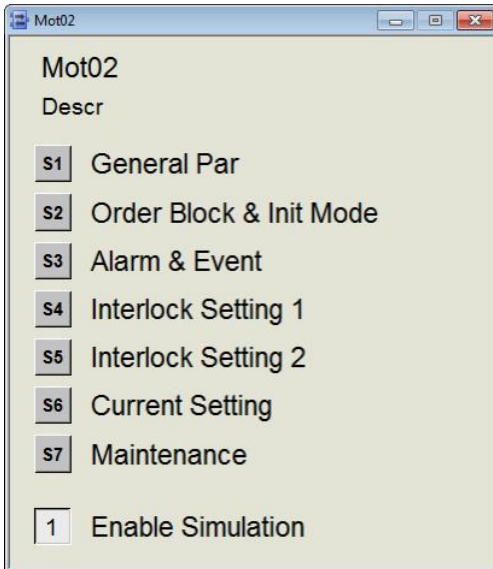 Mot02
Mot02
Descr
S1 General Par
S2 Order Block & Init Mode
S3 Alarm & Event
S4 Interlock Setting 1
S5 Interlock Setting 2
S6 Current Setting
S7 Maintenance
1 Enable Simulation